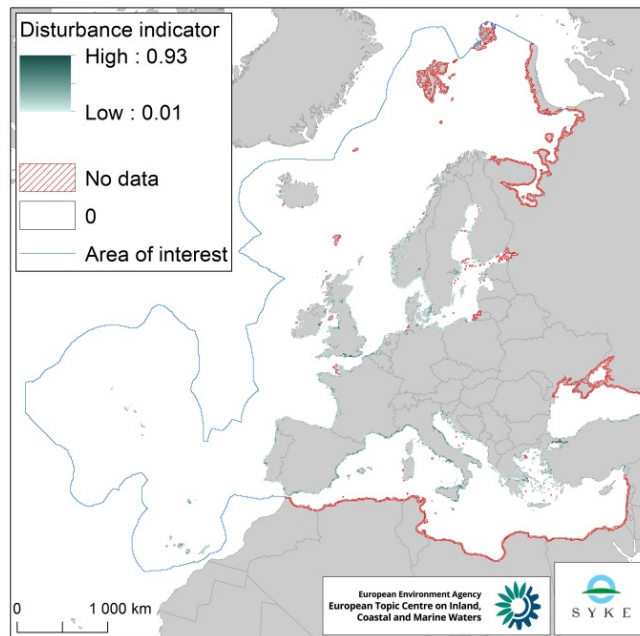 Disturbance indicator
High : 0.93
Low : 0.01
No data
0
Area of interest
0
1 000 km
European Environment Agency
European Topic Centre on Inland,
Coastal and Marine Waters
SYKE